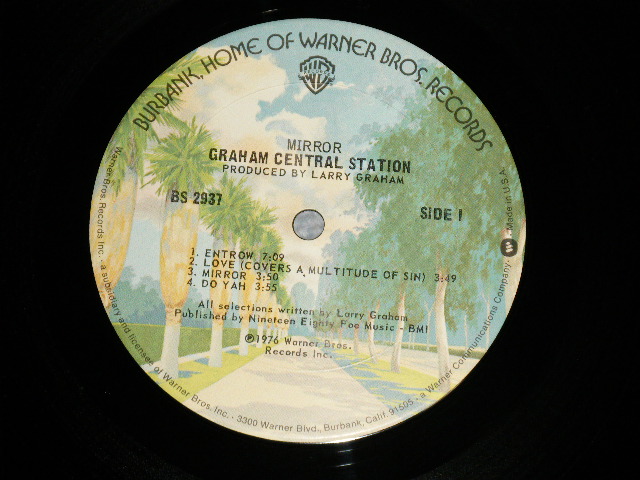 BURBANK, HOME OF WARNER BROS. RECORDS
MIRROR
GRAHAM CENTRAL STATION
PRODUCED BY LARRY GRAHAM
BS 2937
SIDE 1
1. ENTROW 7:09
2. LOVE (COVERS A MULTITUDE OF SIN) 3:49
3. MIRROR 3:50
4. DO YAH 3:55
All selections written by Larry Graham
Published by Nineteen Eighty Foe Music - BMI
℗1976 Warner Bros.
Records Inc.
Warner Bros. Records Inc. • a subsidiary and licensee of Warner Bros. Inc. • 3300 Warner Blvd., Burbank, Calif. 91505 • a Warner Communications Company • Made in U.S.A.